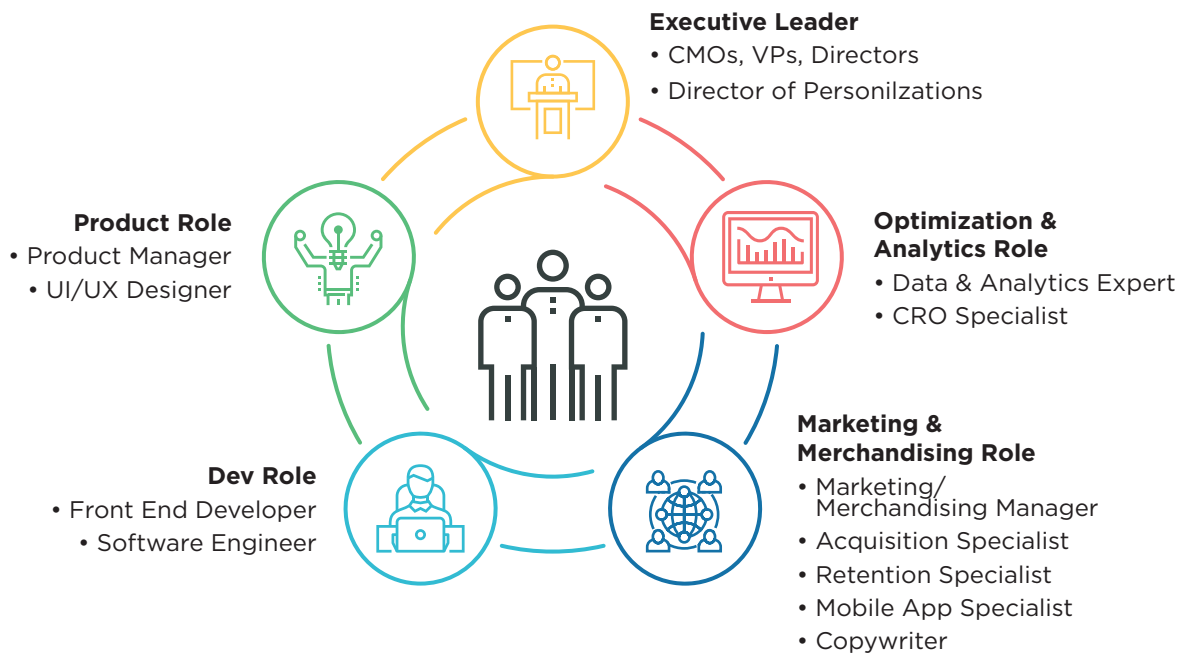 Executive Leader
• CMOs, VPs, Directors
• Director of Personilzations
Product Role
• Product Manager
• UI/UX Designer
Optimization &
Analytics Role
• Data & Analytics Expert
• CRO Specialist
Dev Role
• Front End Developer
• Software Engineer
Marketing &
Merchandising Role
• Marketing/
Merchandising Manager
• Acquisition Specialist
• Retention Specialist
• Mobile App Specialist
• Copywriter